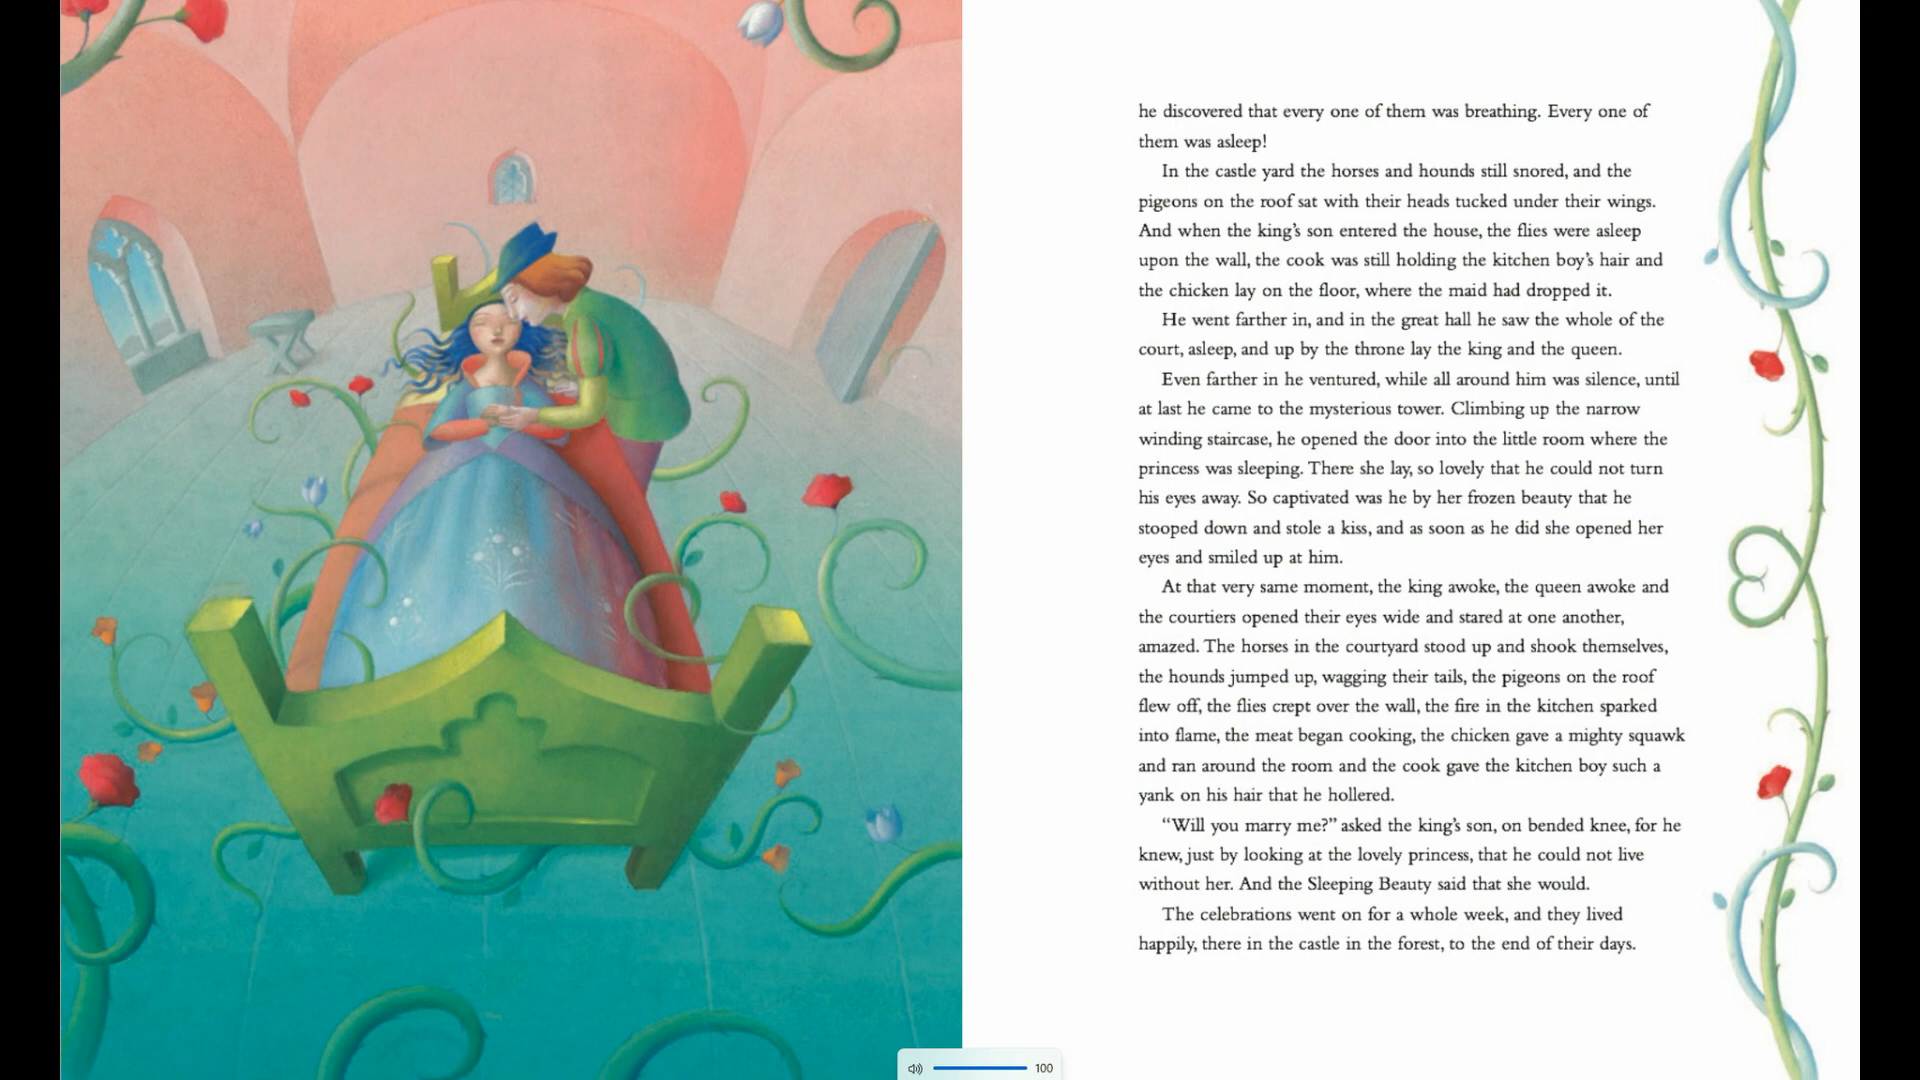 he discovered that every one of them was breathing. Every one of
them was asleep!
In the castle yard the horses and hounds still snored, and the
pigeons on the roof sat with their heads tucked under their wings.
And when the king's son entered the house, the flies were asleep
upon the wall, the cook was still holding the kitchen boy's hair and
the chicken lay on the floor, where the maid had dropped it.
He went farther in, and in the great hall he saw the whole of the
court, asleep, and up by the throne lay the king and the queen.
Even farther in he ventured, while all around him was silence, until
at last he came to the mysterious tower. Climbing up the narrow
winding staircase, he opened the door into the little room where the
princess was sleeping. There she lay, so lovely that he could not turn
his eyes away. So captivated was he by her frozen beauty that he
stooped down and stole a kiss, and as soon as he did she opened her
eyes and smiled up at him.
At that very same moment, the king awoke, the queen awoke and
the courtiers opened their eyes wide and stared at one another,
amazed. The horses in the courtyard stood up and shook themselves,
the hounds jumped up, wagging their tails, the pigeons on the roof
flew off, the flies crept over the wall, the fire in the kitchen sparked
into flame, the meat began cooking, the chicken gave a mighty squawk
and ran around the room and the cook gave the kitchen boy such a
yank on his hair that he hollered.
“Will you marry me?” asked the king's son, on bended knee, for he
knew, just by looking at the lovely princess, that he could not live
without her. And the Sleeping Beauty said that she would.
The celebrations went on for a whole week, and they lived
happily, there in the castle in the forest, to the end of their days.
100